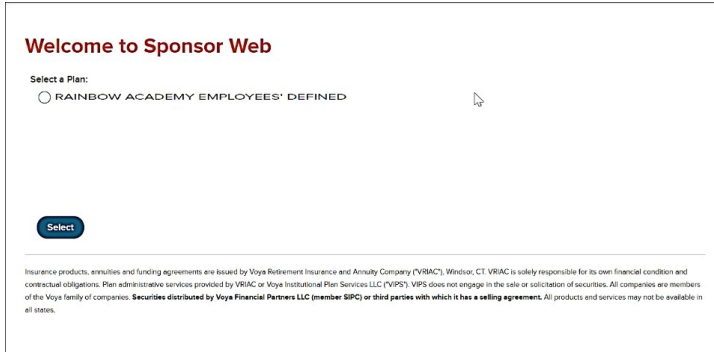 Welcome to Sponsor Web
Select a Plan:
RAINBOW ACADEMY EMPLOYEES' DEFINED
Select
Insurance products, annuities and funding agreements are issued by Voya Retirement Insurance and Annuity Company ("VRIAC"), Windsor, CT. VRIAC is solely responsible for its own financial condition and
contractual obligations. Plan administrative services provided by VRIAC or Voya Institutional Plan Services LLC ("VIPS"). VIPS does not engage in the sale or solicitation of securities. All companies are members
of the Voya family of companies. Securities distributed by Voya Financial Partners LLC (member SIPC) or third parties with which it has a selling agreement. All products and services may not be available in
all states.